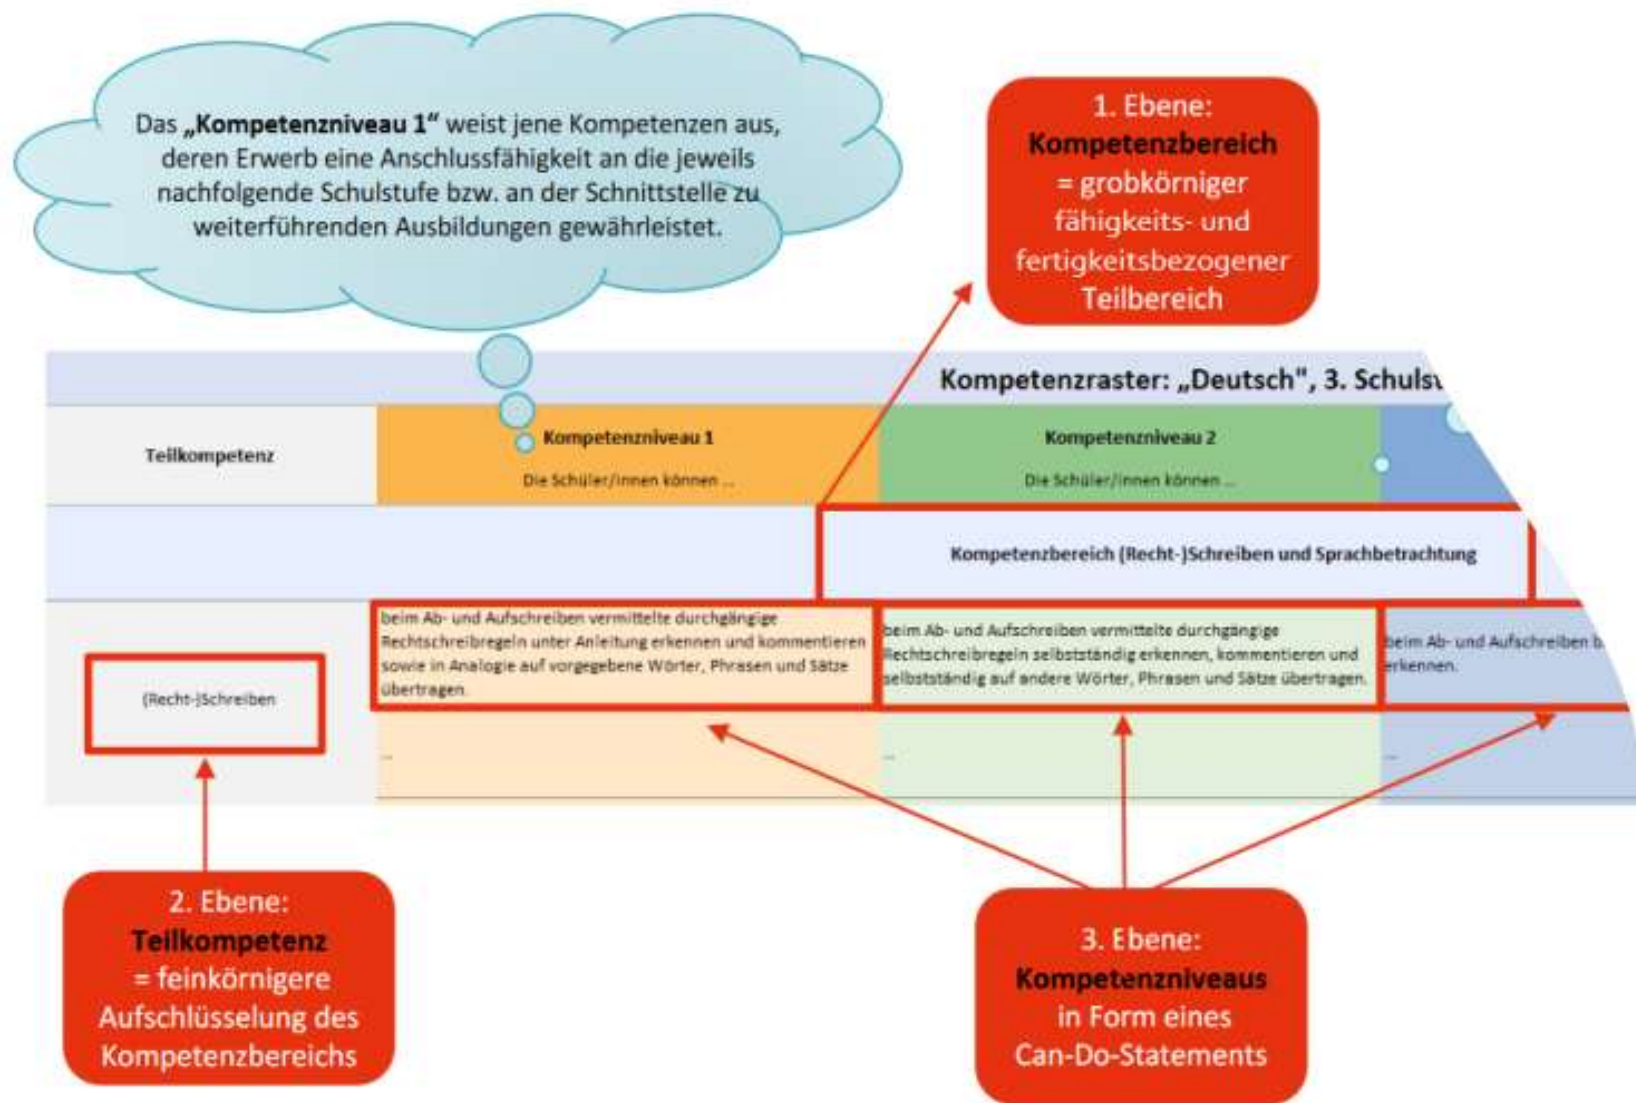 Das „Kompetenzniveau 1“ weist jene Kompetenzen aus,
deren Erwerb eine Anschlussfähigkeit an die jeweils
nachfolgende Schulstufe bzw. an der Schnittstelle zu
weiterführenden Ausbildungen gewährleistet.
1. Ebene:
Kompetenzbereich
= grobkörniger
fähigkeits- und
fertigkeitsbezogener
Teilbereich
Kompetenzraster: „Deutsch", 3.
Teilkompetenz
Kompetenzniveau 1
Die Schüler/innen können ...
Kompetenzniveau 2
Die Schüler/innen können ...
Kompetenzbereich (Recht-)Schreiben und Sprachbetrachtung
(Recht-)Schreiben
beim Ab- und Aufschreiben vermittelte durchgängige
Rechtschreibregeln unter Anleitung erkennen und kommentieren
sowie in Analogie auf vorgegebene Wörter, Phrasen und Sätze
übertragen.
...
beim Ab- und Aufschreiben vermittelte durchgängige
Rechtschreibregeln selbstständig erkennen, kommentieren und
selbstständig auf andere Wörter, Phrasen und Sätze übertragen.
...
beim Ab- und Aufschreiben
erkennen.
...
2. Ebene:
Teilkompetenz
= feinkörnigere
Aufschlüsselung des
Kompetenzbereichs
3. Ebene:
Kompetenzniveaus
in Form eines
Can-Do-Statements